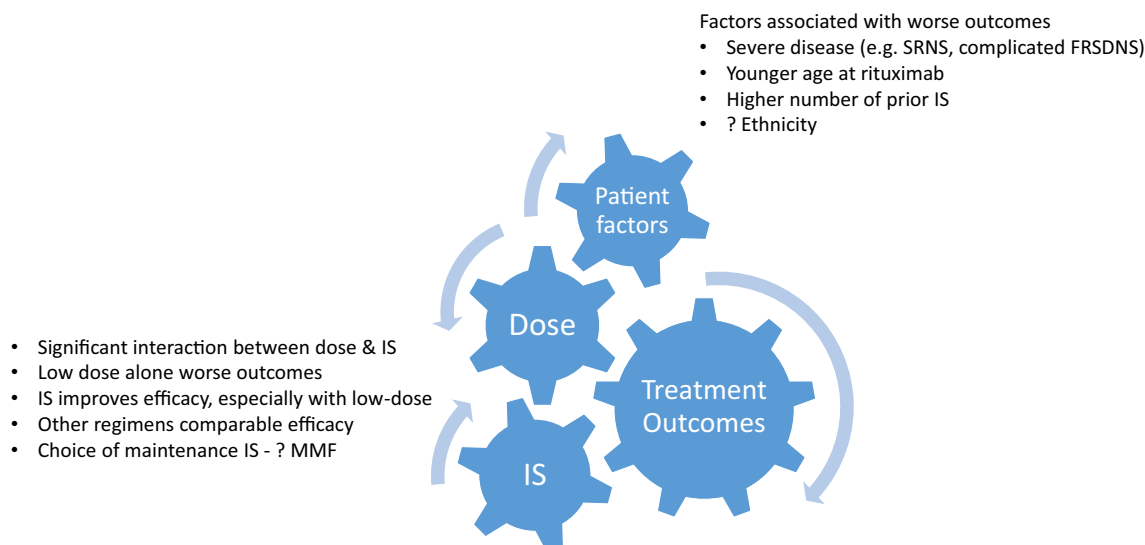 Factors associated with worse outcomes
• Severe disease (e.g. SRNS, complicated FRSDNS)
• Younger age at rituximab
• Higher number of prior IS
• ? Ethnicity
Patient
factors
Dose
• Significant interaction between dose & IS
• Low dose alone worse outcomes
• IS improves efficacy, especially with low-dose
• Other regimens comparable efficacy
• Choice of maintenance IS - ? MMF
Treatment
Outcomes
IS